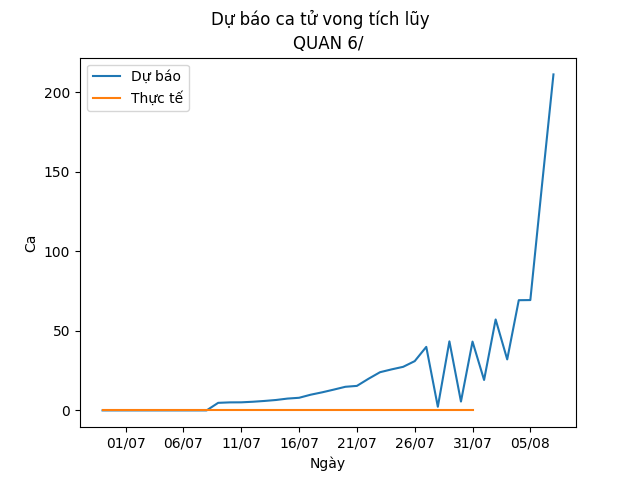 Dự báo ca tử vong tích lũy
QUAN 6/
Dự báo
Thực tế
Ca
200
150
100
50
0
01/07 06/07 11/07 16/07 21/07 26/07 31/07 05/08
Ngày